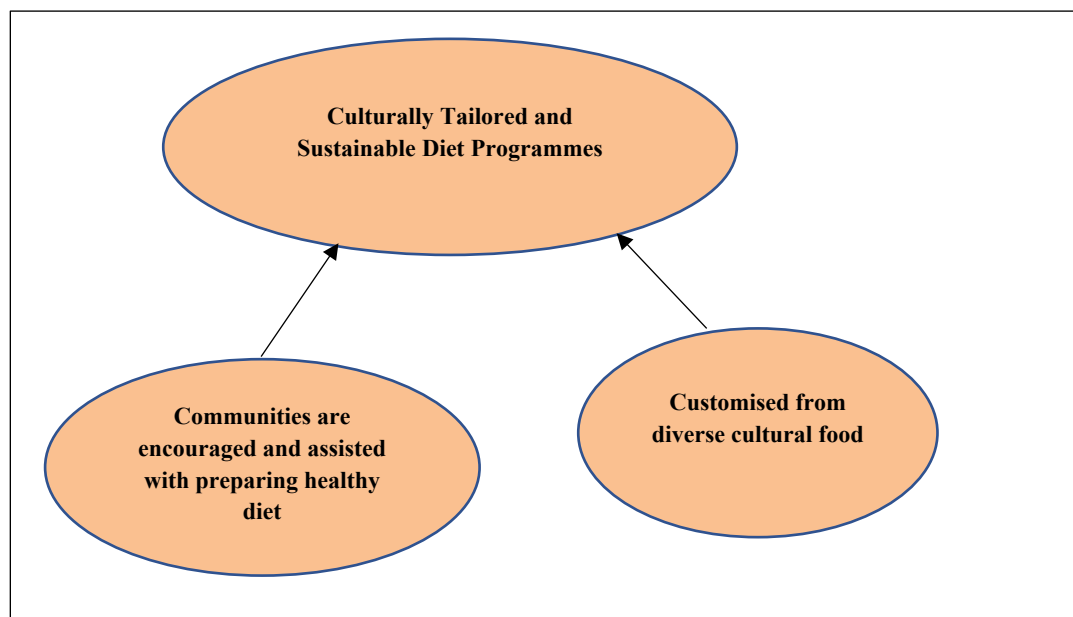 Culturally Tailored and
Sustainable Diet Programmes
Communities are
encouraged and assisted
with preparing healthy
diet
Customised from
diverse cultural food